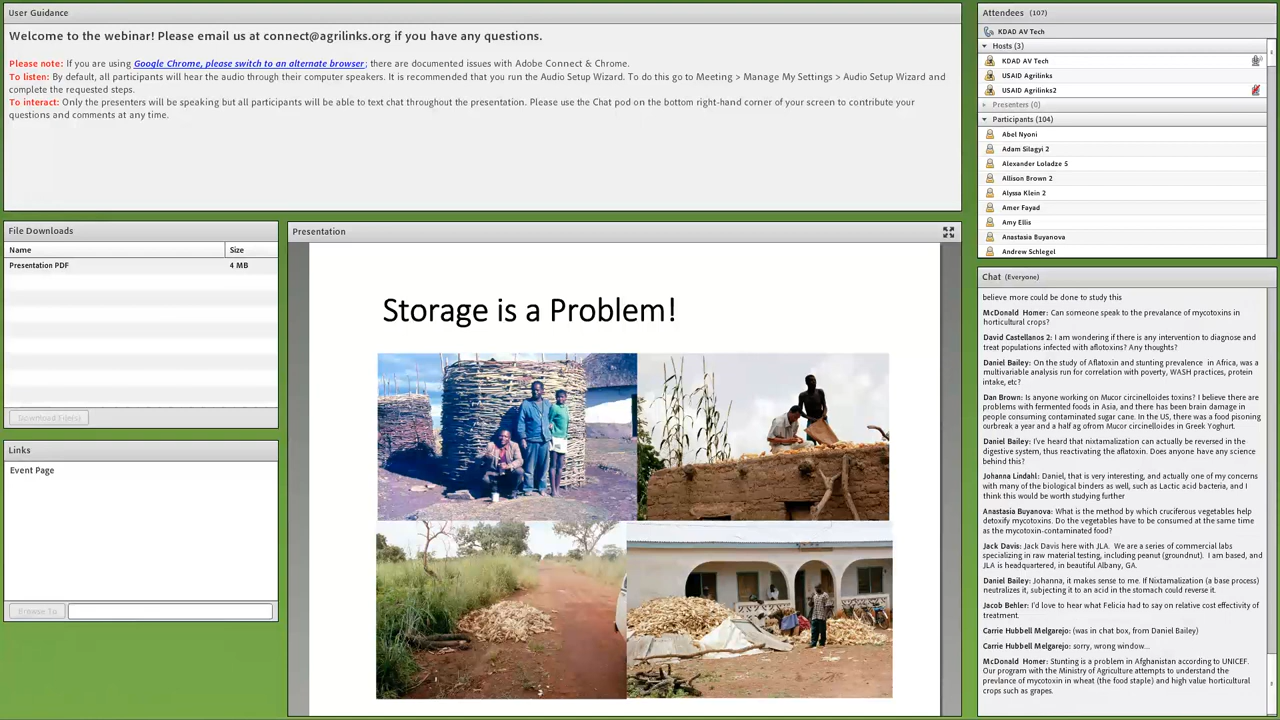 User Guidance
Welcome to the webinar! Please email us at connect@agrilinks.org if you have any questions.
Please note: If you are using Google Chrome, please switch to an alternate browser; there are documented issues with Adobe Connect & Chrome.
To listen: By default, all participants will hear the audio through their computer speakers. It is recommended that you run the Audio Setup Wizard. To do this go to Meeting > Manage My Settings > Audio Setup Wizard and
complete the requested steps.
To interact: Only the presenters will be speaking but all participants will be able to text chat throughout the presentation. Please use the Chat pod on the bottom right-hand corner of your screen to contribute your
questions and comments at any time.
File Downloads
Name Size
Presentation PDF 4 MB
Download File(s)
Links
Event Page
Browse To
Presentation
Storage is a Problem!
Attendees (107)
KDAD AV Tech
Hosts (3)
KDAD AV Tech
USAID Agrilinks
USAID Agrilinks2
Presenters (0)
Participants (104)
Abel Nyoni
Adam Silagyi 2
Alexander Loladze 5
Allison Brown 2
Alyssa Klein 2
Amer Fayad
Amy Ellis
Anastasia Buyanova
Andrew Schlegel
Chat (Everyone)
believe more could be done to study this
McDonald Homer: Can someone speak to the prevalance of mycotoxins in
horticultural crops?
David Castellanos 2: I am wondering if there is any intervention to diagnose and
treat populations infected with aflotoxins? Any thoughts?
Daniel Bailey: On the study of Aflatoxin and stunting prevalence in Africa, was a
multivariable analysis run for correlation with poverty, WASH practices, protein
intake, etc?
Dan Brown: Is anyone working on Mucor circinelloides toxins? I believe there are
problems with fermented foods in Asia, and there has been brain damage in
people consuming contaminated sugar cane. In the US, there was a food pisoning
ourbreak a year and a half ag ofrom Mucor circinelloides in Greek Yoghurt.
Daniel Bailey: I've heard that nixtamalization can actually be reversed in the
digestive system, thus reactivating the aflatoxin. Does anyone have any science
behind this?
Johanna Lindahl: Daniel, that is very interesting, and actually one of my concerns
with many of the biological binders as well, such as Lactic acid bacteria, and I
think this would be worth studying further
Anastasia Buyanova: What is the method by which cruciferous vegetables help
detoxify mycotoxins. Do the vegetables have to be consumed at the same time
as the mycotoxin-contaminated food?
Jack Davis: Jack Davis here with JLA. We are a series of commercial labs
specializing in raw material testing, including peanut (groundnut). I am based, and
JLA is headquartered, in beautiful Albany, GA.
Daniel Bailey: Johanna, it makes sense to me. If Nixtamalization (a base process)
neutralizes it, subjecting it to an acid in the stomach could reverse it.
Jacob Behler: I'd love to hear what Felicia had to say on relative cost effectivity of
treatment.
Carrie Hubbell Melgarejo: (was in chat box, from Daniel Bailey)
Carrie Hubbell Melgarejo: sorry, wrong window...
McDonald Homer: Stunting is a problem in Afghanistan according to UNICEF.
Our program with the Ministry of Agriculture attempts to understand the
prevlance of mycotoxin in wheat (the food staple) and high value horticultural
crops such as grapes.